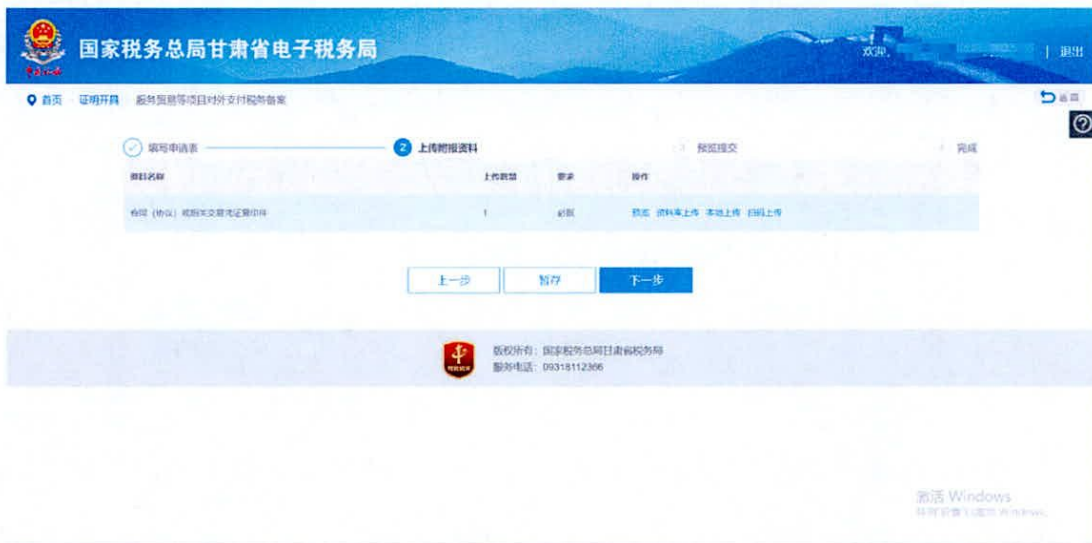 国家税务总局甘肃省电子税务局
欢迎, | 退出
首页 证明开具 服务贸易等项目对外支付税务备案
返回
填写申请表 2 上传附报资料 3 预览提交 4 完成
资料名称 上传数量 要求 操作
合同（协议）或相关交易凭证复印件 1 必报 预览 资料库上传 本地上传 扫码上传
上一步 暂存 下一步
版权所有：国家税务总局甘肃省税务局
服务电话：09318112366
激活 Windows